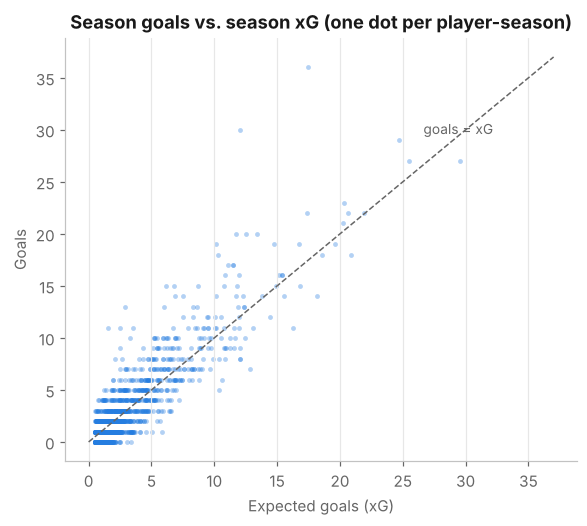 Season goals vs. season xG (one dot per player-season)
35
30
goals = xG
25
20
Goals
15
10
5
0
0 5 10 15 20 25 30 35
Expected goals (xG)